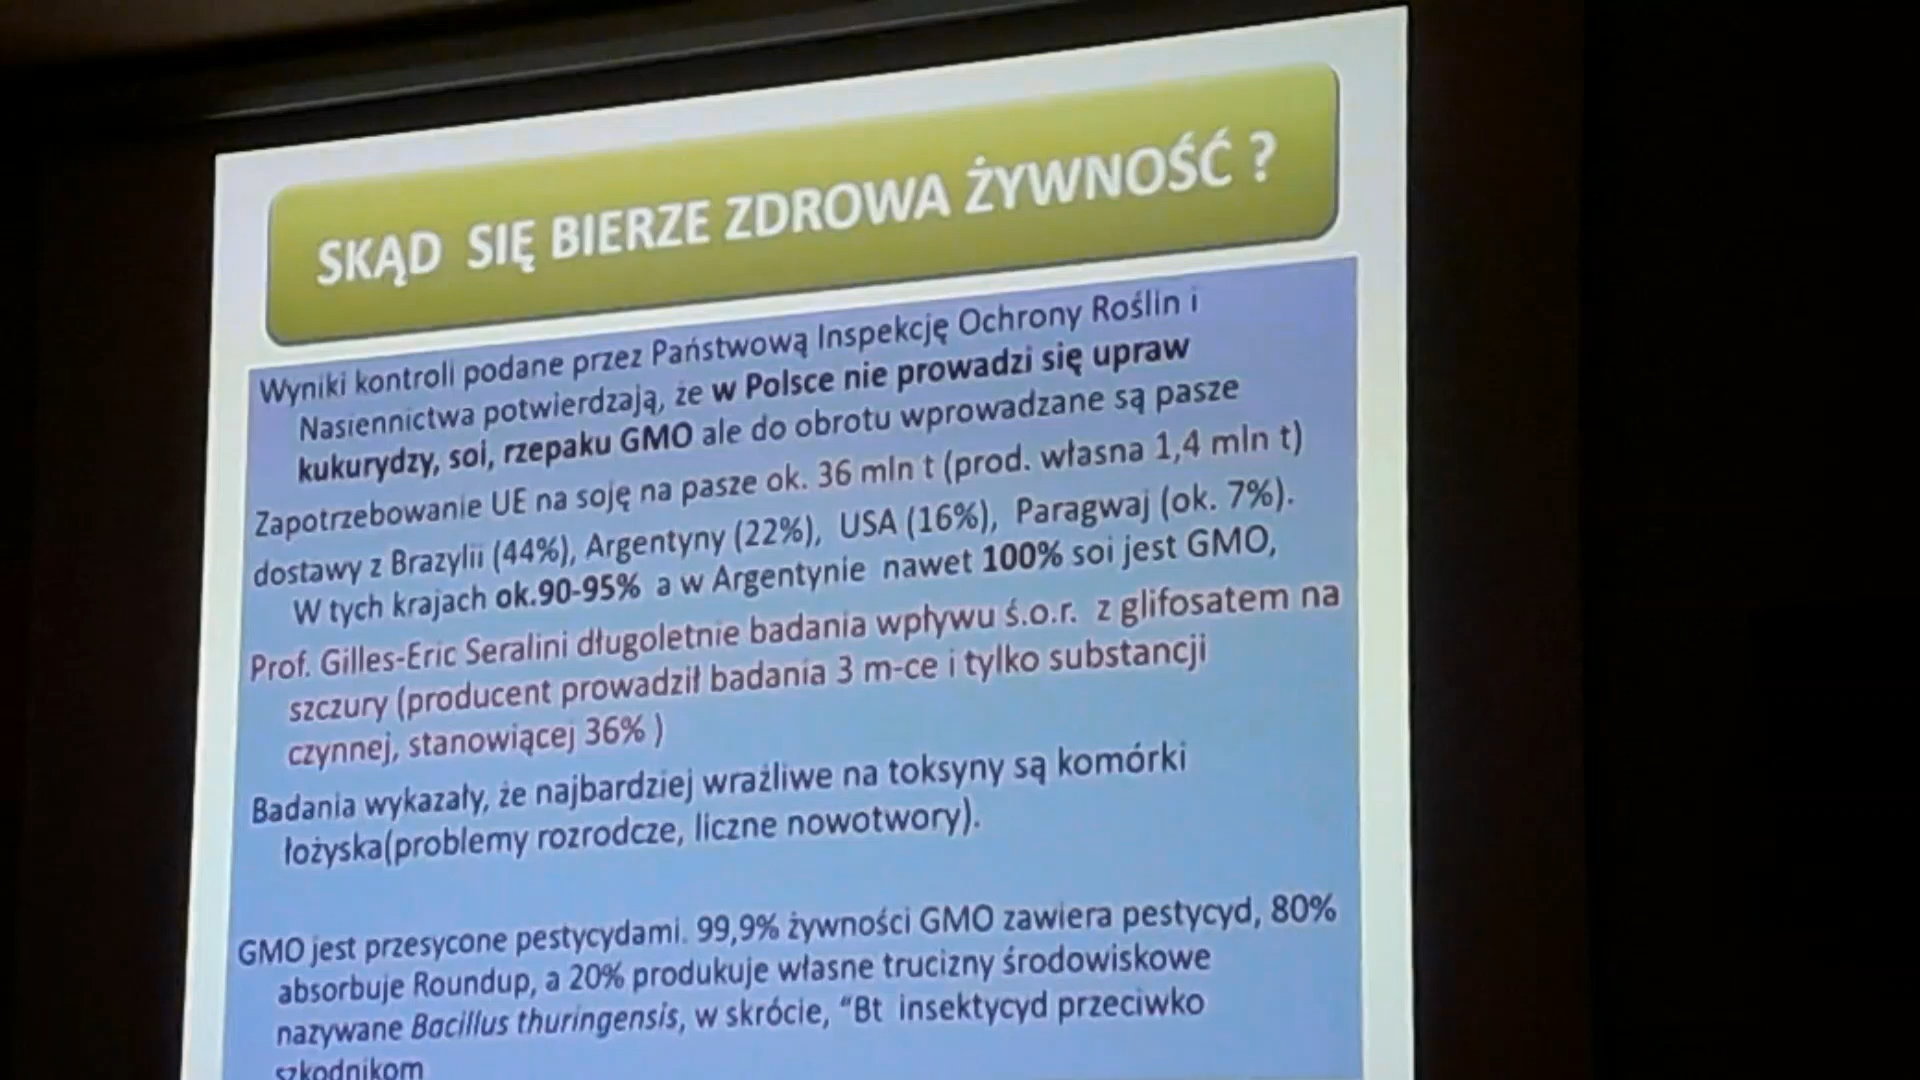 SKĄD SIĘ BIERZE ZDROWA ŻYWNOŚĆ ?
Wyniki kontroli podane przez Państwową Inspekcję Ochrony Roślin i
Nasiennictwa potwierdzają, że w Polsce nie prowadzi się upraw
kukurydzy, soi, rzepaku GMO ale do obrotu wprowadzane są pasze
Zapotrzebowanie UE na soję na pasze ok. 36 mln t (prod. własna 1,4 mln t)
dostawy z Brazylii (44%), Argentyny (22%), USA (16%), Paragwaj (ok. 7%).
W tych krajach ok.90-95% a w Argentynie nawet 100% soi jest GMO,
Prof. Gilles-Eric Seralini długoletnie badania wpływu ś.o.r. z glifosatem na
szczury (producent prowadził badania 3 m-ce i tylko substancji
czynnej, stanowiącej 36% )
Badania wykazały, że najbardziej wrażliwe na toksyny są komórki
łożyska(problemy rozrodcze, liczne nowotwory).
GMO jest przesycone pestycydami. 99,9% żywności GMO zawiera pestycyd, 80%
absorbuje Roundup, a 20% produkuje własne trucizny środowiskowe
nazywane Bacillus thuringensis, w skrócie, "Bt insektycyd przeciwko
szkodnikom